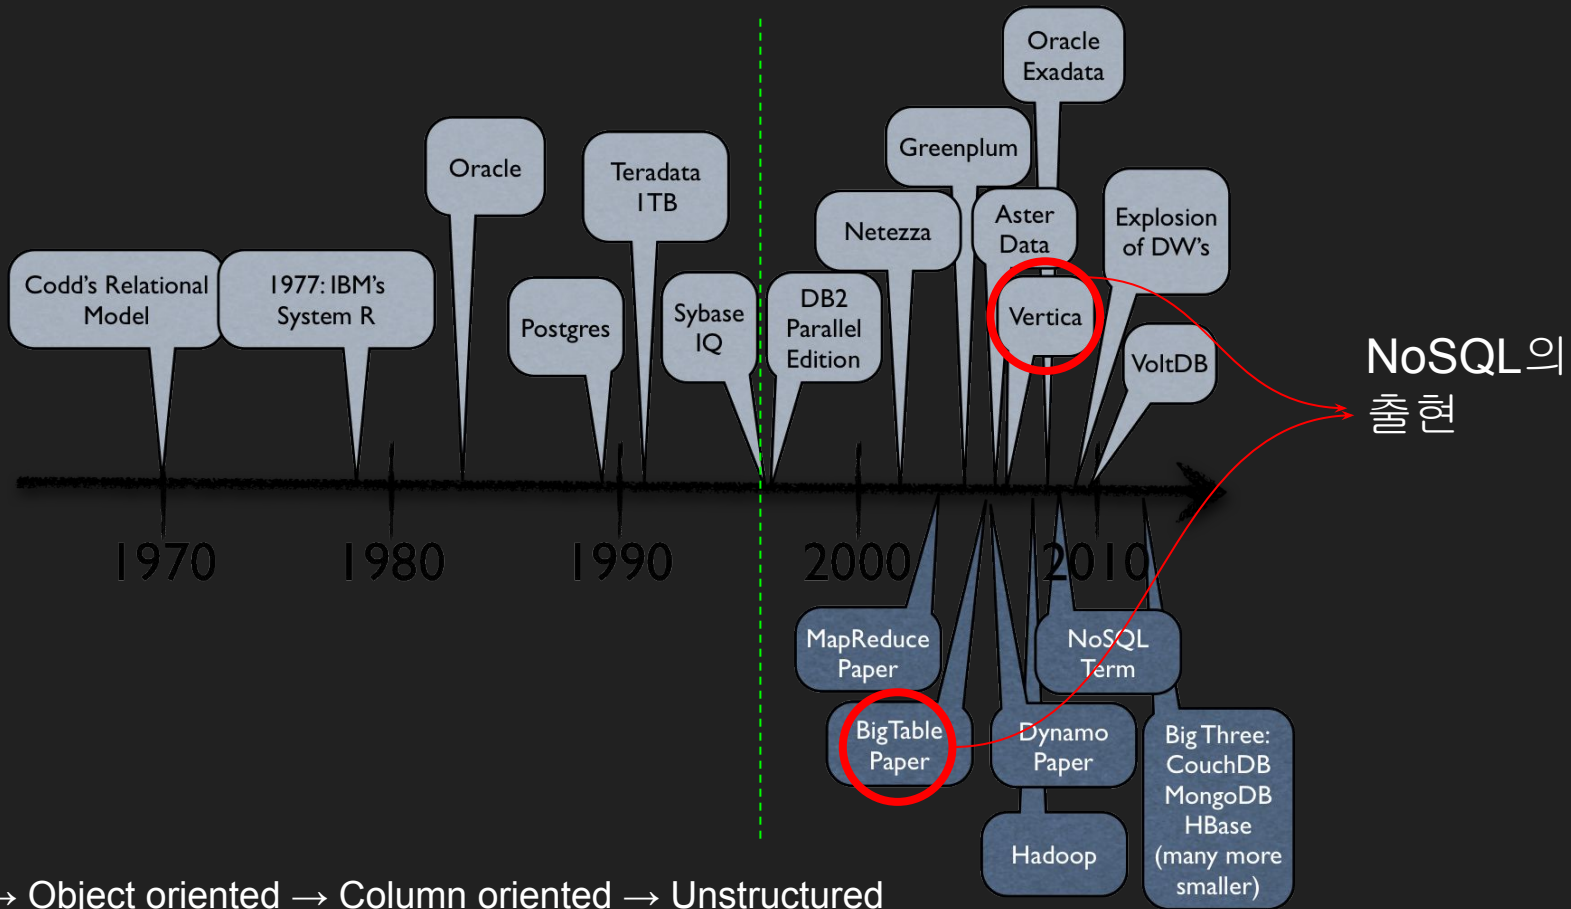 Oracle
Exadata
Greenplum
Oracle
Teradata
1TB
Netezza
Aster
Data
Explosion
of DW's
Codd's Relational
Model
1977: IBM's
System R
Postgres
Sybase
IQ
DB2
Parallel
Edition
Vertica
VoltDB
NoSQL의
출현
1970
1980
1990
2000
2010
MapReduce
Paper
NoSQL
Term
BigTable
Paper
Dynamo
Paper
Big Three:
CouchDB
MongoDB
HBase
(many more
smaller)
Hadoop
→ Object oriented → Column oriented → Unstructured